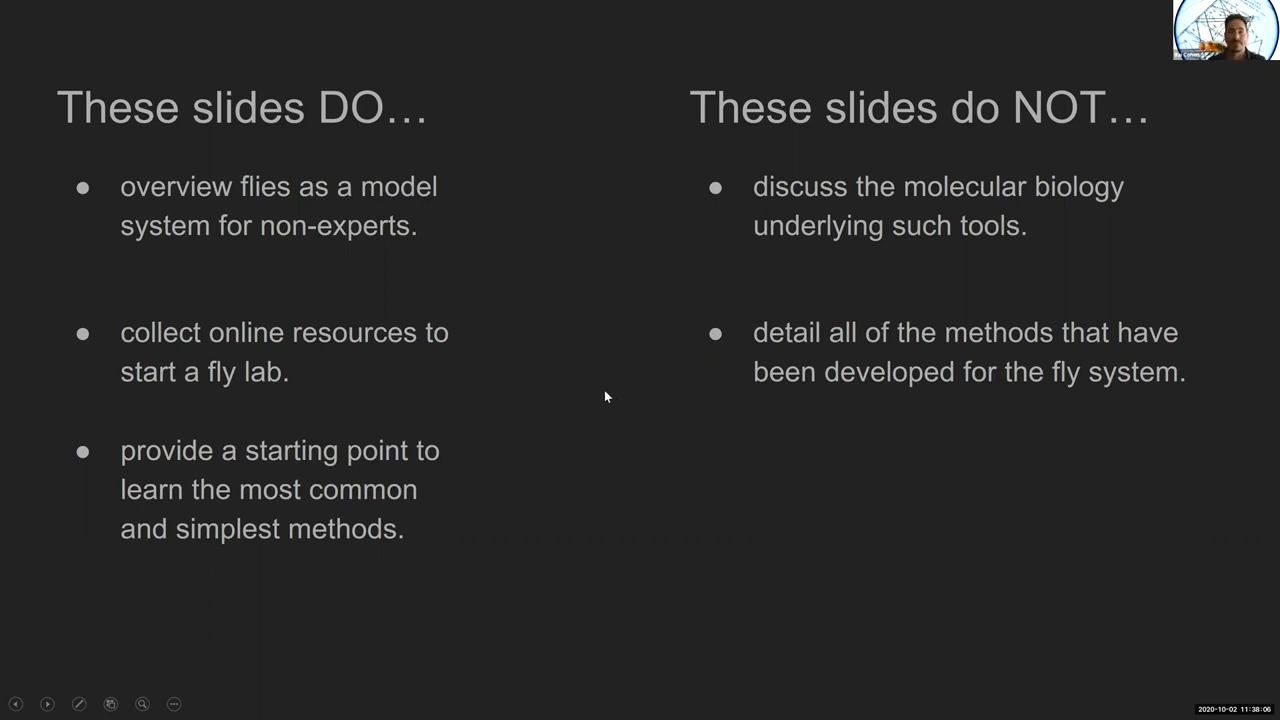 These slides DO…
overview flies as a model
system for non-experts.
collect online resources to
start a fly lab.
provide a starting point to
learn the most common
and simplest methods.
These slides do NOT…
discuss the molecular biology
underlying such tools.
detail all of the methods that have
been developed for the fly system.
2020-10-02 11:38:06